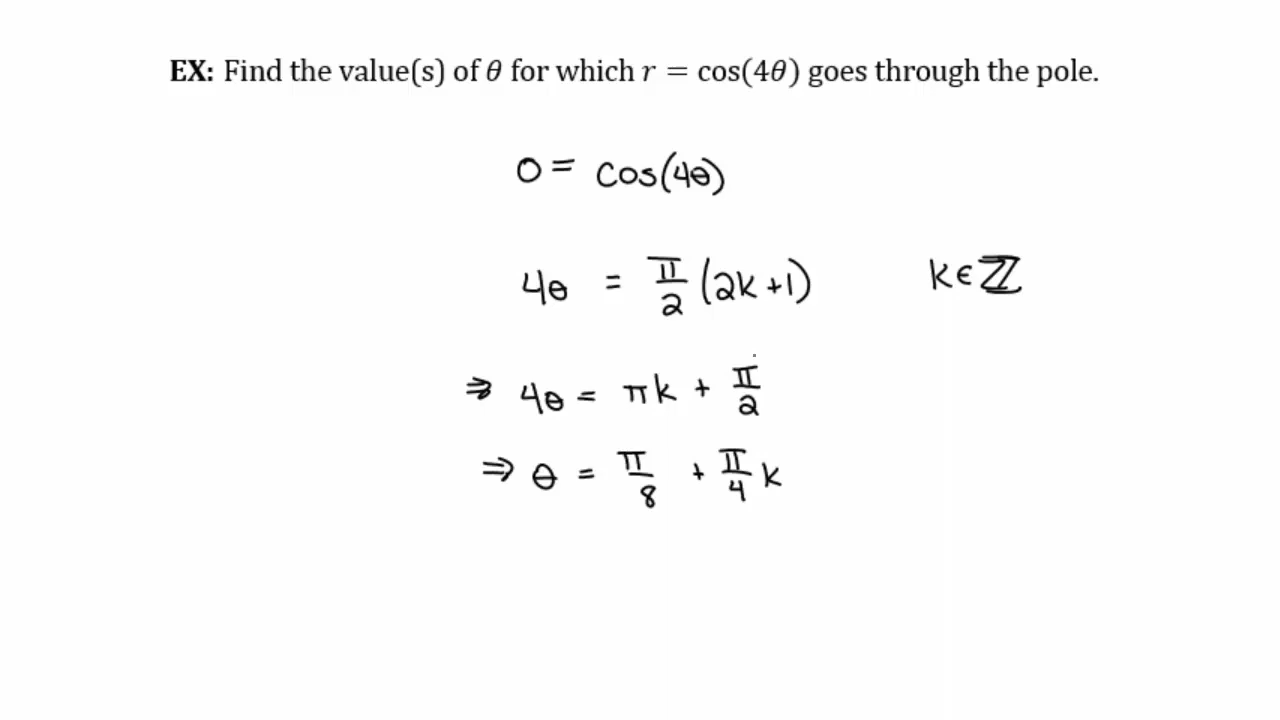 EX: Find the value(s) of θ for which r = cos(4θ) goes through the pole.
0 = cos(4θ)
4θ = π/2 (2k+1) k∈ℤ
⇒ 4θ = πk + π/2
⇒ θ = π/8 + π/4 k